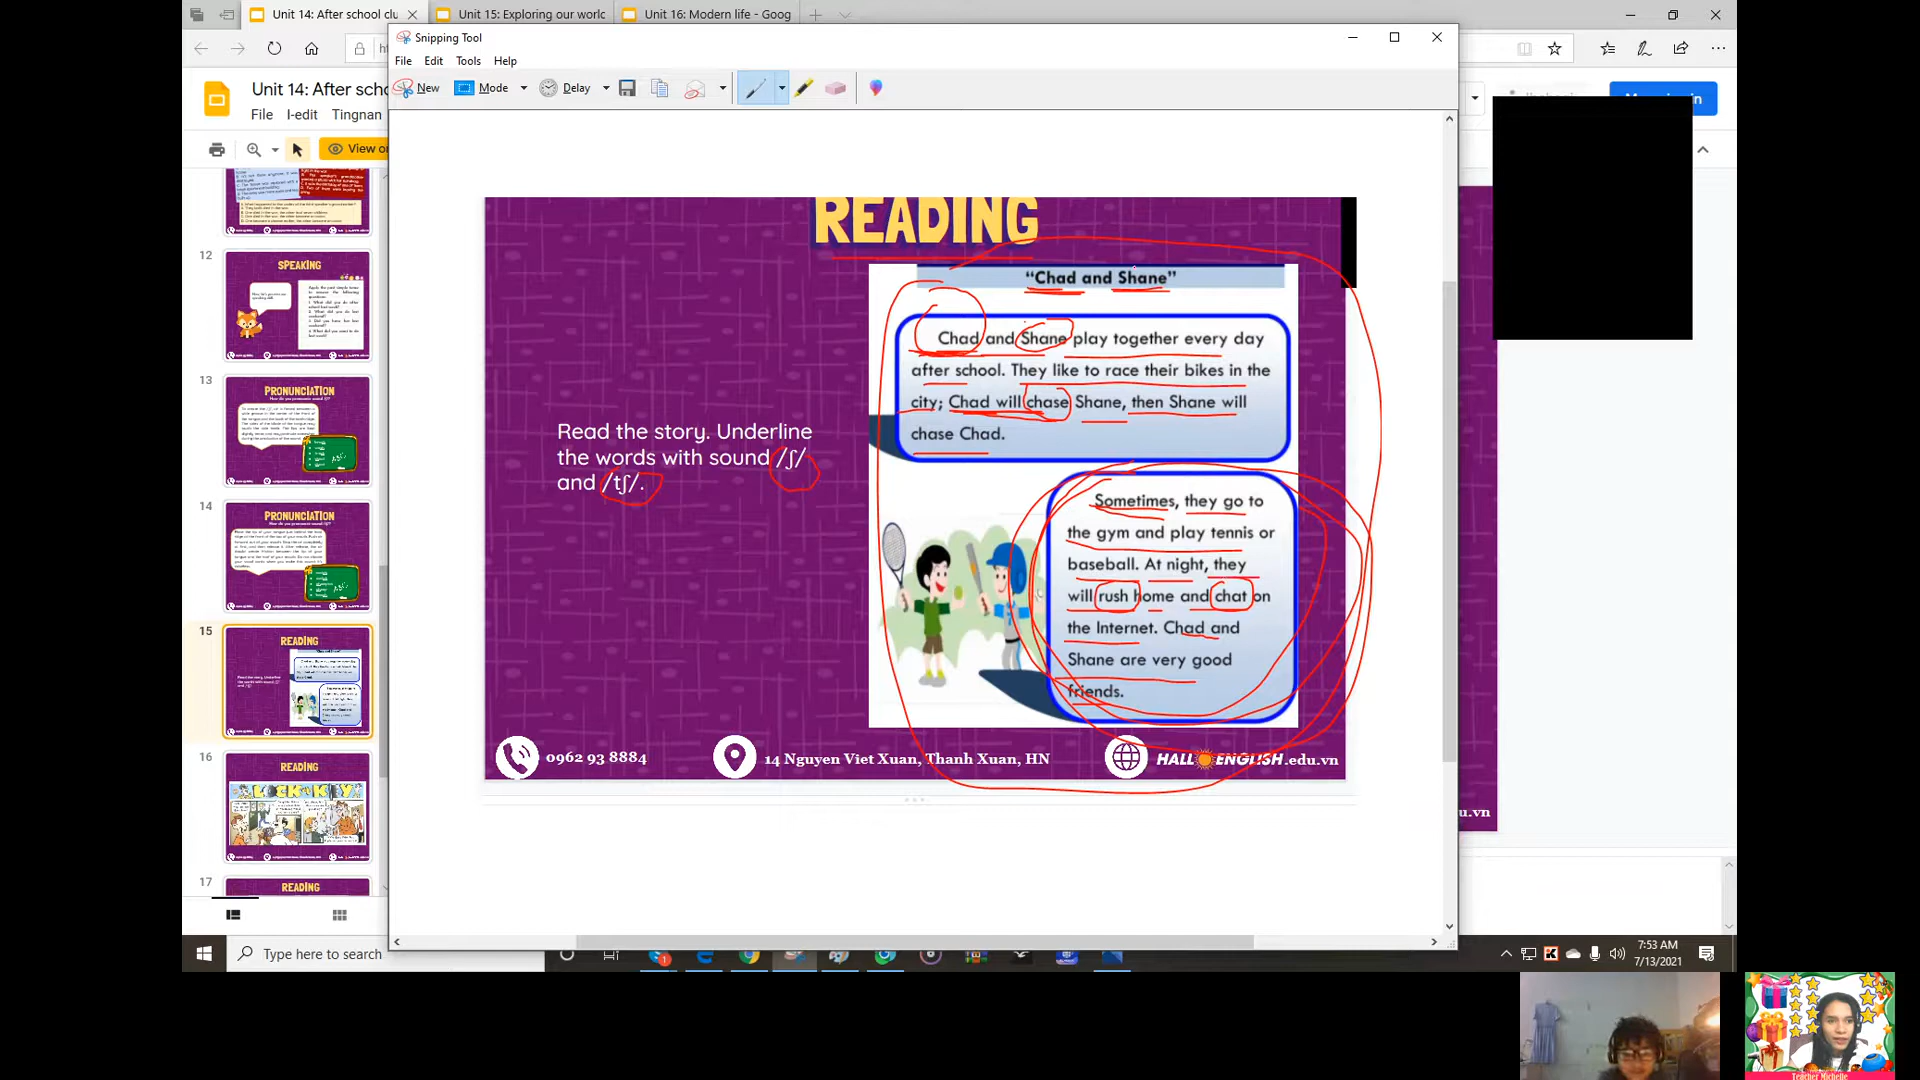 Unit 14: After school clu
Unit 15: Exploring our world
Unit 16: Modern life - Goog
Snipping Tool
File Edit Tools Help
New Mode Delay
Unit 14: After scho
File I-edit Tingnan
View on
READING
"Chad and Shane"
Chad and Shane play together every day
after school. They like to race their bikes in the
city; Chad will chase Shane, then Shane will
chase Chad.
Read the story. Underline
the words with sound /ʃ/
and /tʃ/.
Sometimes, they go to
the gym and play tennis or
baseball. At night, they
will rush home and chat on
the Internet. Chad and
Shane are very good
friends.
0962 93 8884
14 Nguyen Viet Xuan, Thanh Xuan, HN
HALLO ENGLISH.edu.vn
u.vn
12
SPEAKING
13
PRONUNCIATION
14
PRONUNCIATION
15
READING
16
READING
LOCK & KEY
17
READING
Type here to search
7:53 AM
7/13/2021
Teacher Michelle